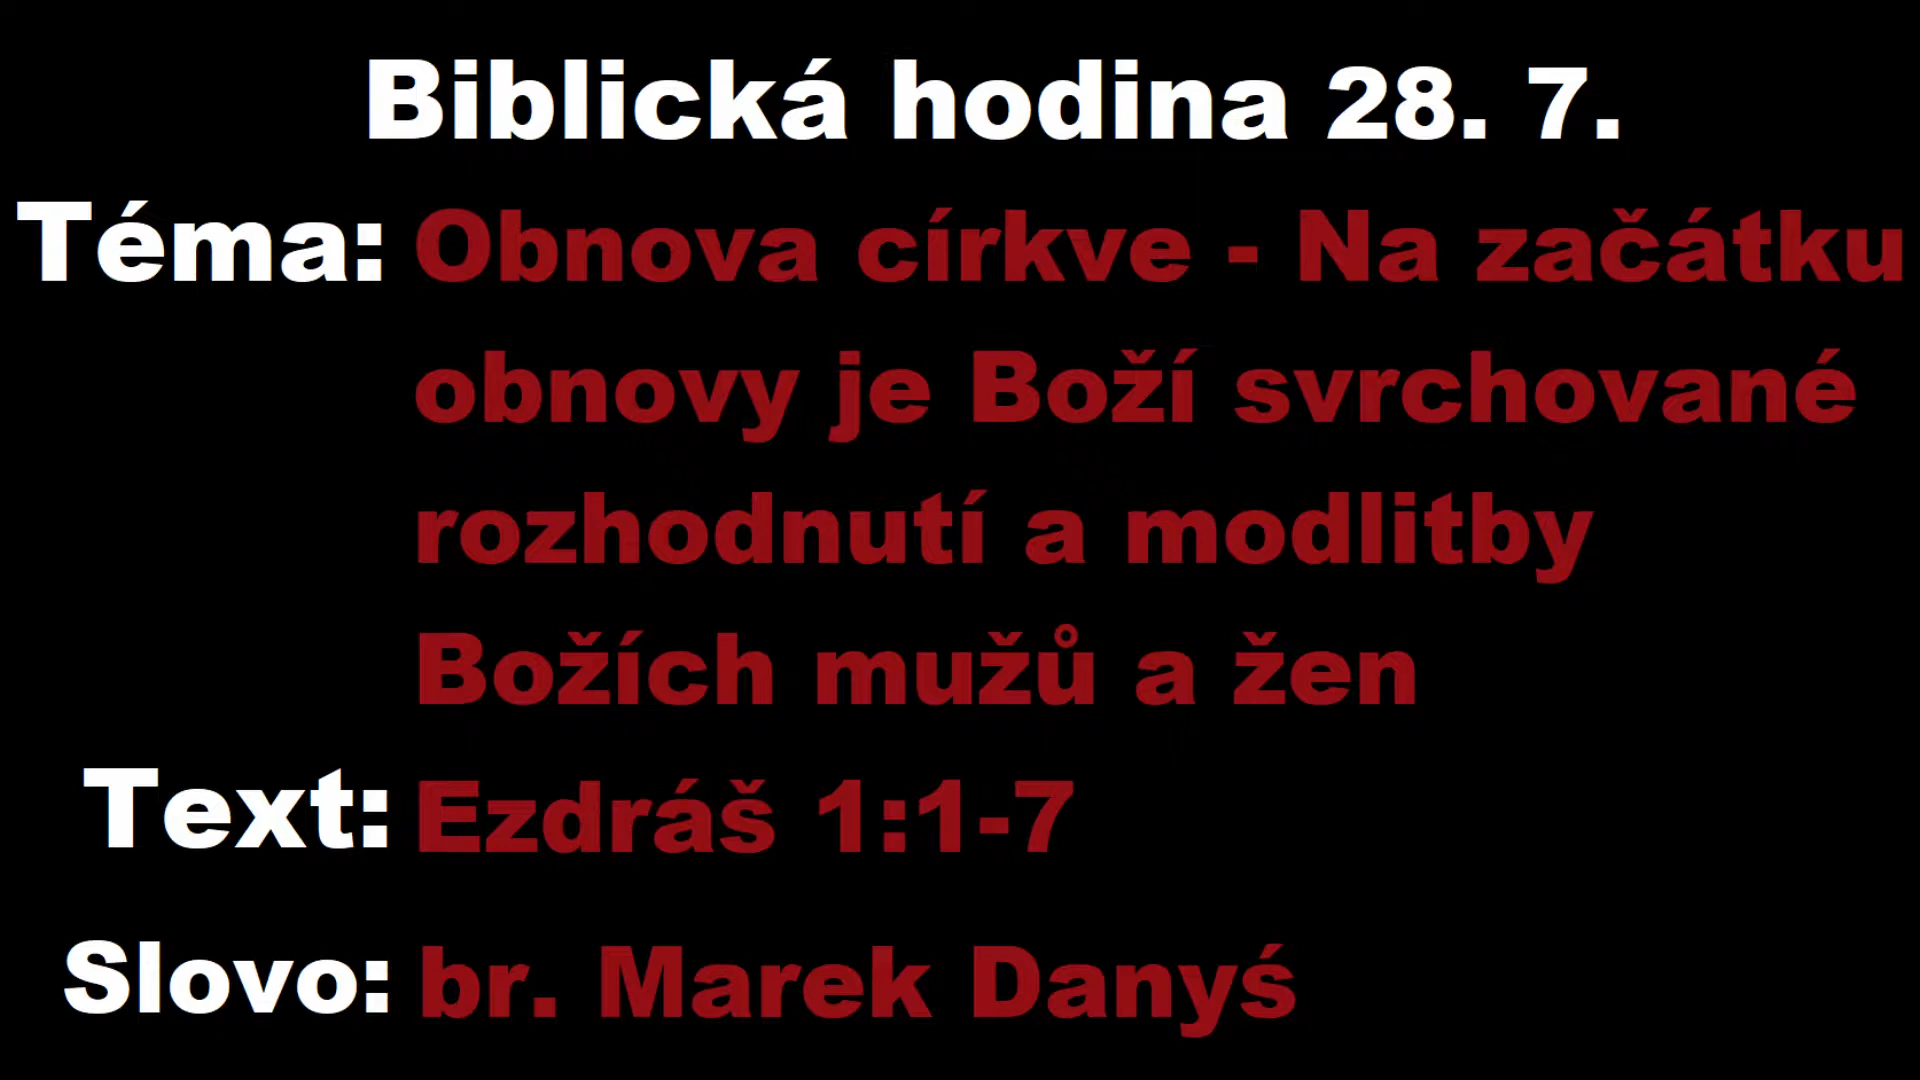 Biblická hodina 28. 7.
Téma: Obnova církve - Na začátku
obnovy je Boží svrchované
rozhodnutí a modlitby
Božích mužů a žen
Text: Ezdráš 1:1-7
Slovo: br. Marek Danyś